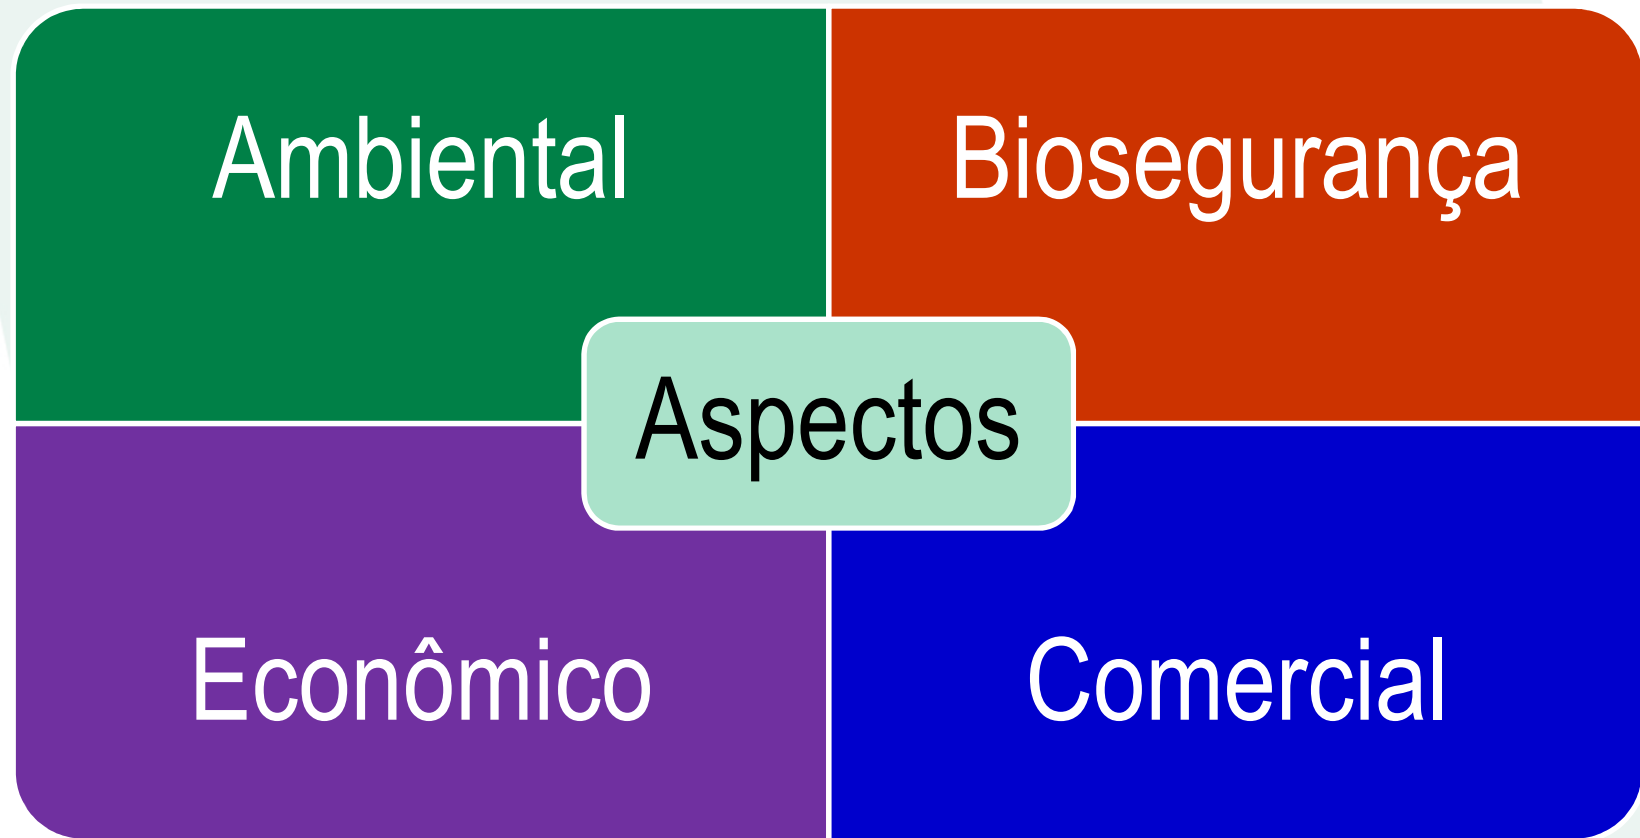 Ambiental
Biosegurança
Aspectos
Econômico
Comercial